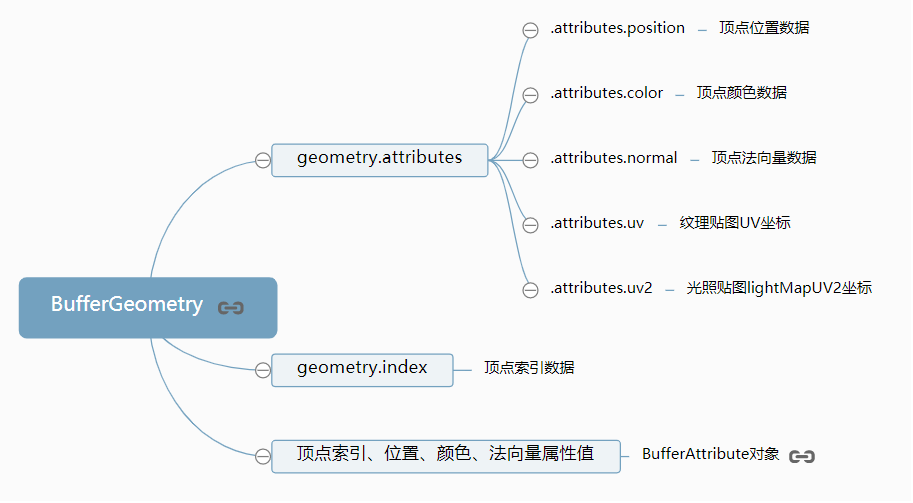 .attributes.position – 顶点位置数据
.attributes.color – 顶点颜色数据
geometry.attributes
.attributes.normal – 顶点法向量数据
.attributes.uv – 纹理贴图UV坐标
.attributes.uv2 – 光照贴图lightMapUV2坐标
BufferGeometry
geometry.index
顶点索引数据
顶点索引、位置、颜色、法向量属性值
BufferAttribute对象